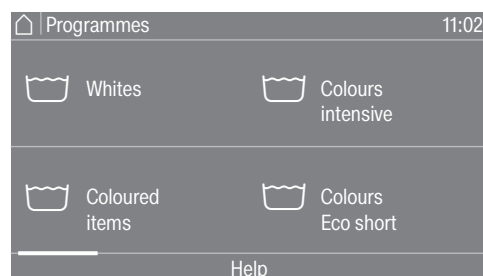 Programmes 11:02
Whites
Colours
intensive
Coloured
items
Colours
Eco short
Help